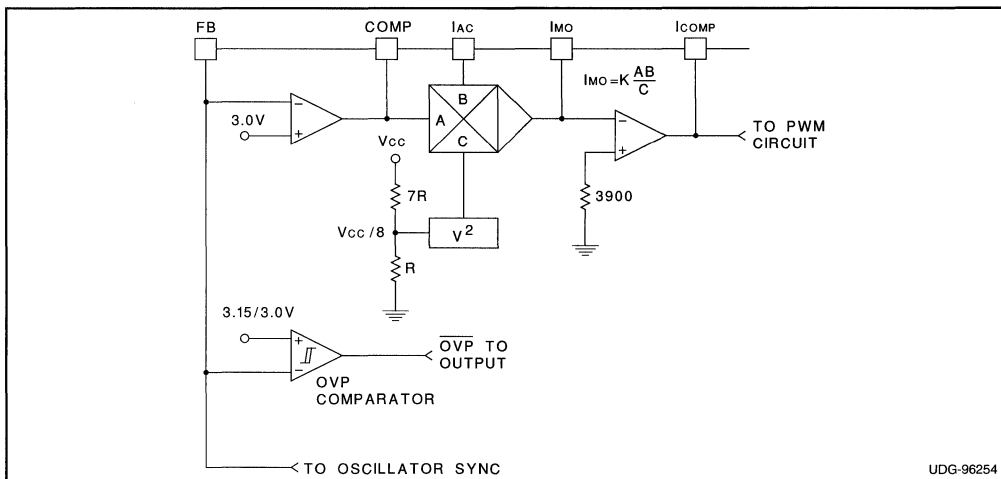 FB COMP IAC IMO ICOMP
IMO=K AB/C
3.0V
- +
A B C
- +
TO PWM
CIRCUIT
VCC
7R
3900
VCC/8
V²
R
3.15/3.0V
+ -
OVP TO
OUTPUT
OVP
COMPARATOR
TO OSCILLATOR SYNC
UDG-96254